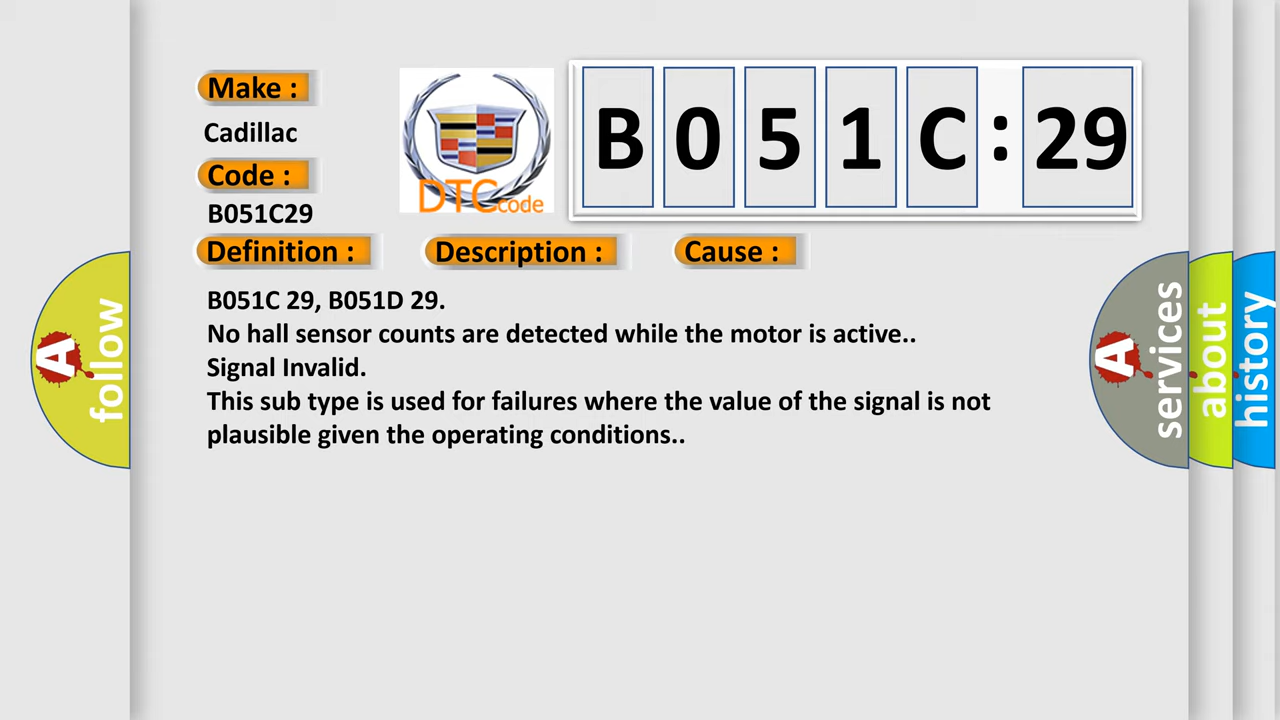 Make :
Cadillac
Code :
B051C29
DTC code
B 0 5 1 C : 29
Definition :
Description :
Cause :
B051C 29, B051D 29.
No hall sensor counts are detected while the motor is active..
Signal Invalid.
This sub type is used for failures where the value of the signal is not
plausible given the operating conditions..
A follow
A services
about
history